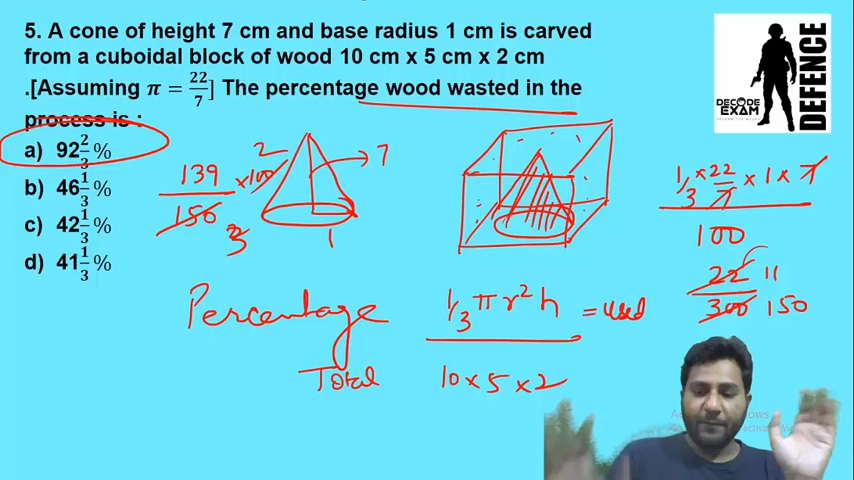 5. A cone of height 7 cm and base radius 1 cm is carved
from a cuboidal block of wood 10 cm x 5 cm x 2 cm
.[Assuming π = 22/7] The percentage wood wasted in the
process is :
a) 92 2/3 %
b) 46 1/3 %
c) 42 1/3 %
d) 41 1/3 %
DECODE
EXAM
DEFENCE
139/150 x 100
2
3
7
1
1/3 x 22/7 x 1 x 7
100
22 11
300 150
Percentage
1/3 π r² h = used
Total 10 x 5 x 2